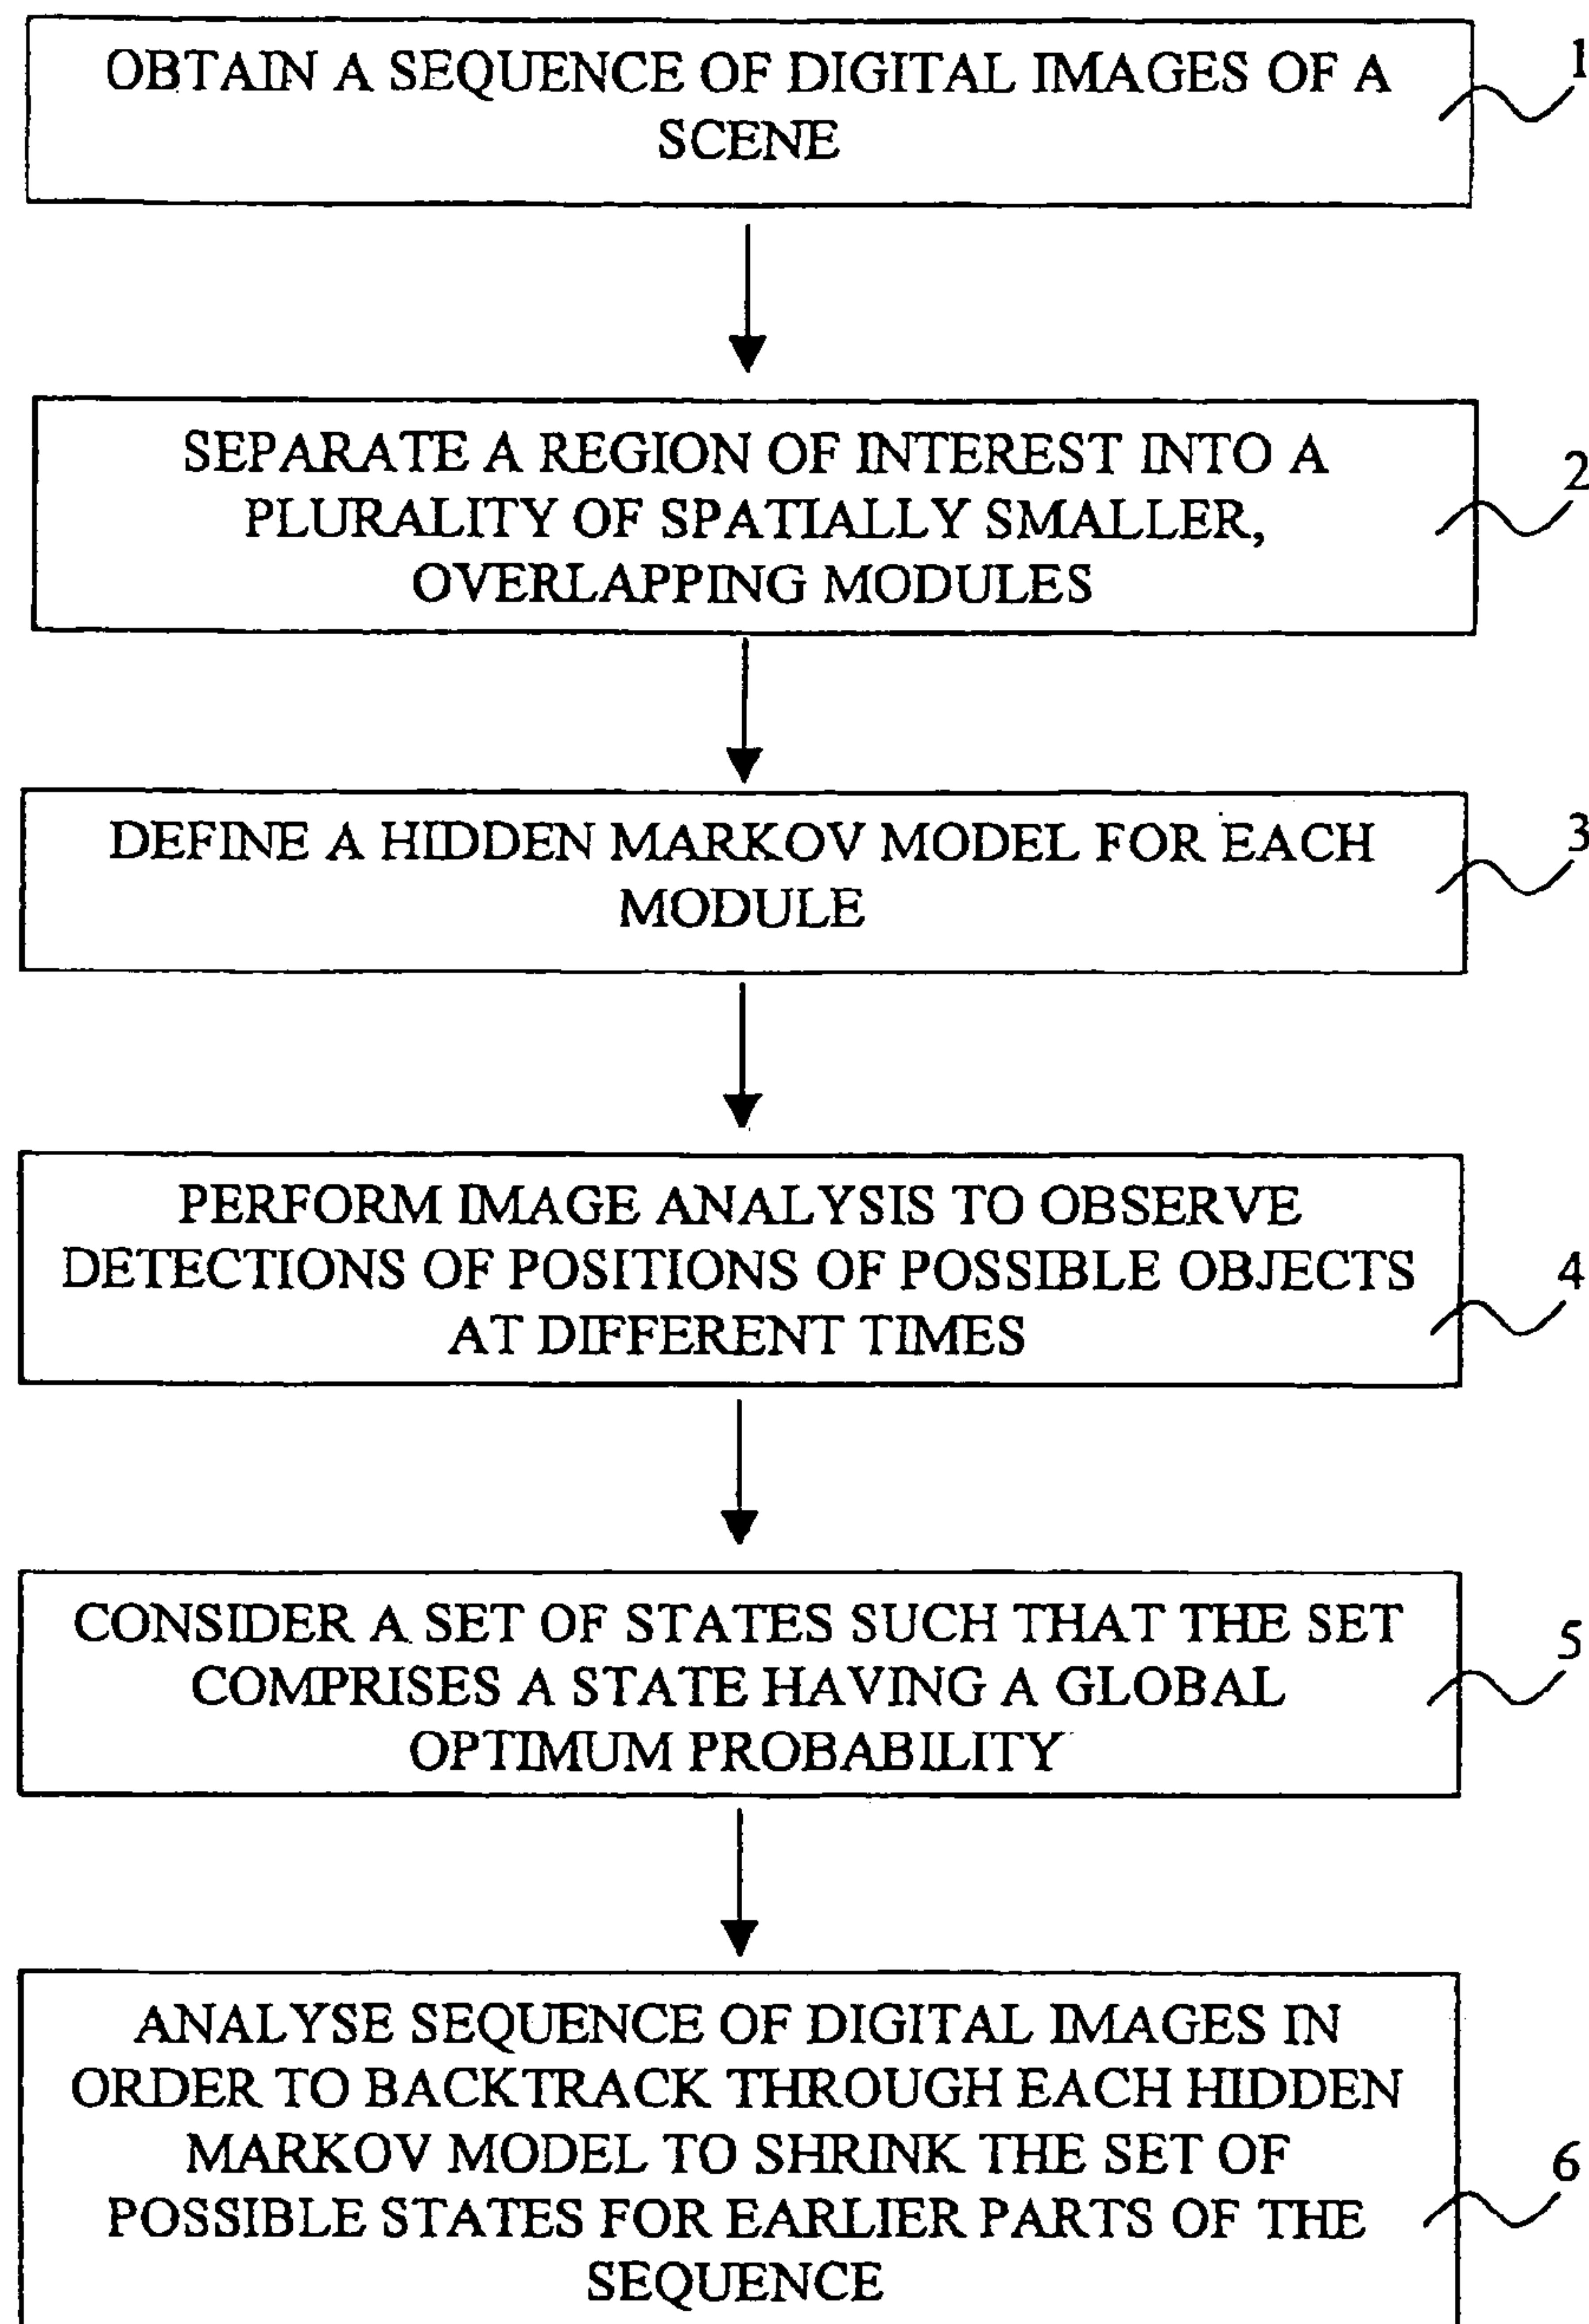 OBTAIN A SEQUENCE OF DIGITAL IMAGES OF A
SCENE
1
SEPARATE A REGION OF INTEREST INTO A
PLURALITY OF SPATIALLY SMALLER,
OVERLAPPING MODULES
2
DEFINE A HIDDEN MARKOV MODEL FOR EACH
MODULE
3
PERFORM IMAGE ANALYSIS TO OBSERVE
DETECTIONS OF POSITIONS OF POSSIBLE OBJECTS
AT DIFFERENT TIMES
4
CONSIDER A SET OF STATES SUCH THAT THE SET
COMPRISES A STATE HAVING A GLOBAL
OPTIMUM PROBABILITY
5
ANALYSE SEQUENCE OF DIGITAL IMAGES IN
ORDER TO BACKTRACK THROUGH EACH HIDDEN
MARKOV MODEL TO SHRINK THE SET OF
POSSIBLE STATES FOR EARLIER PARTS OF THE
SEQUENCE
6